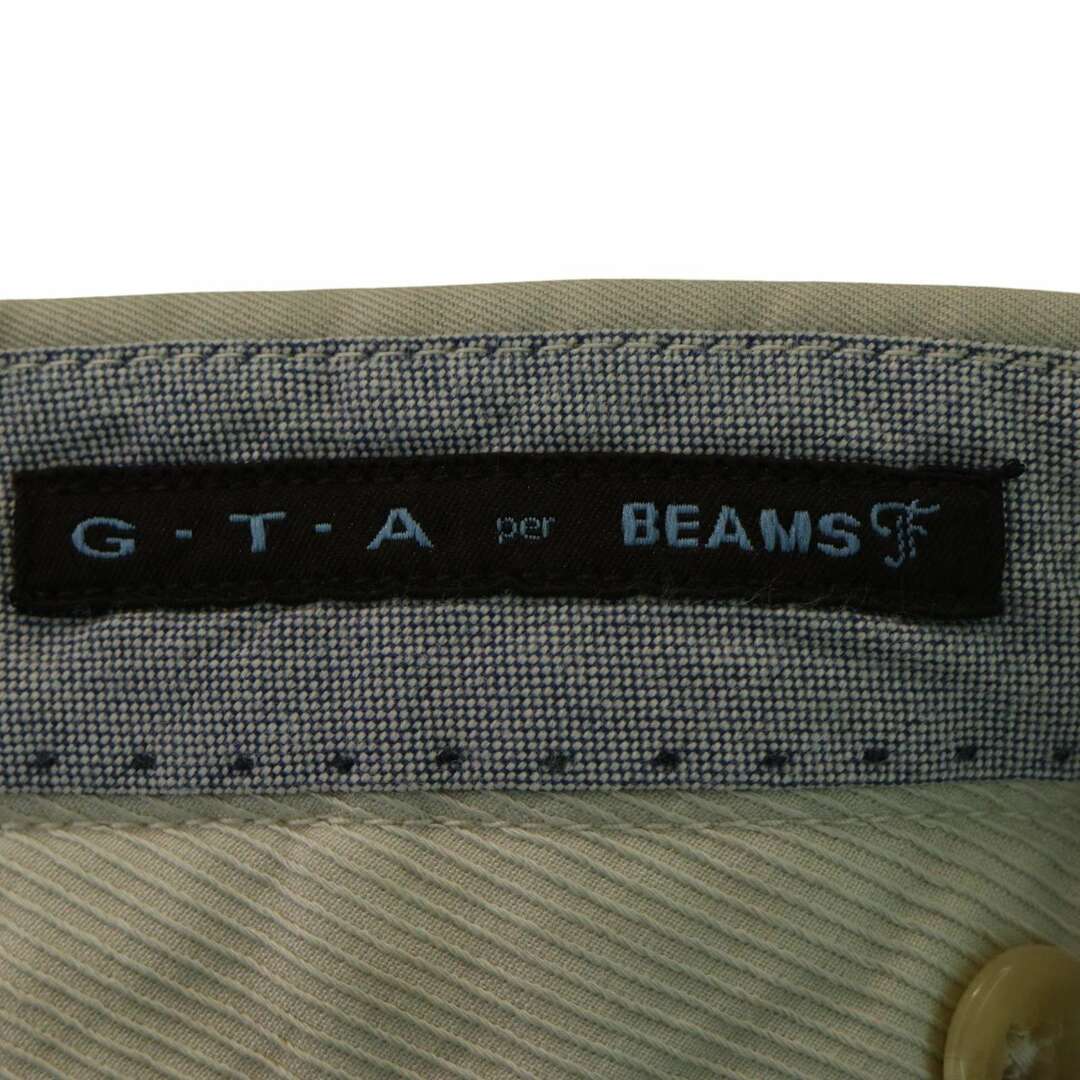 G · T · A per BEAMS F